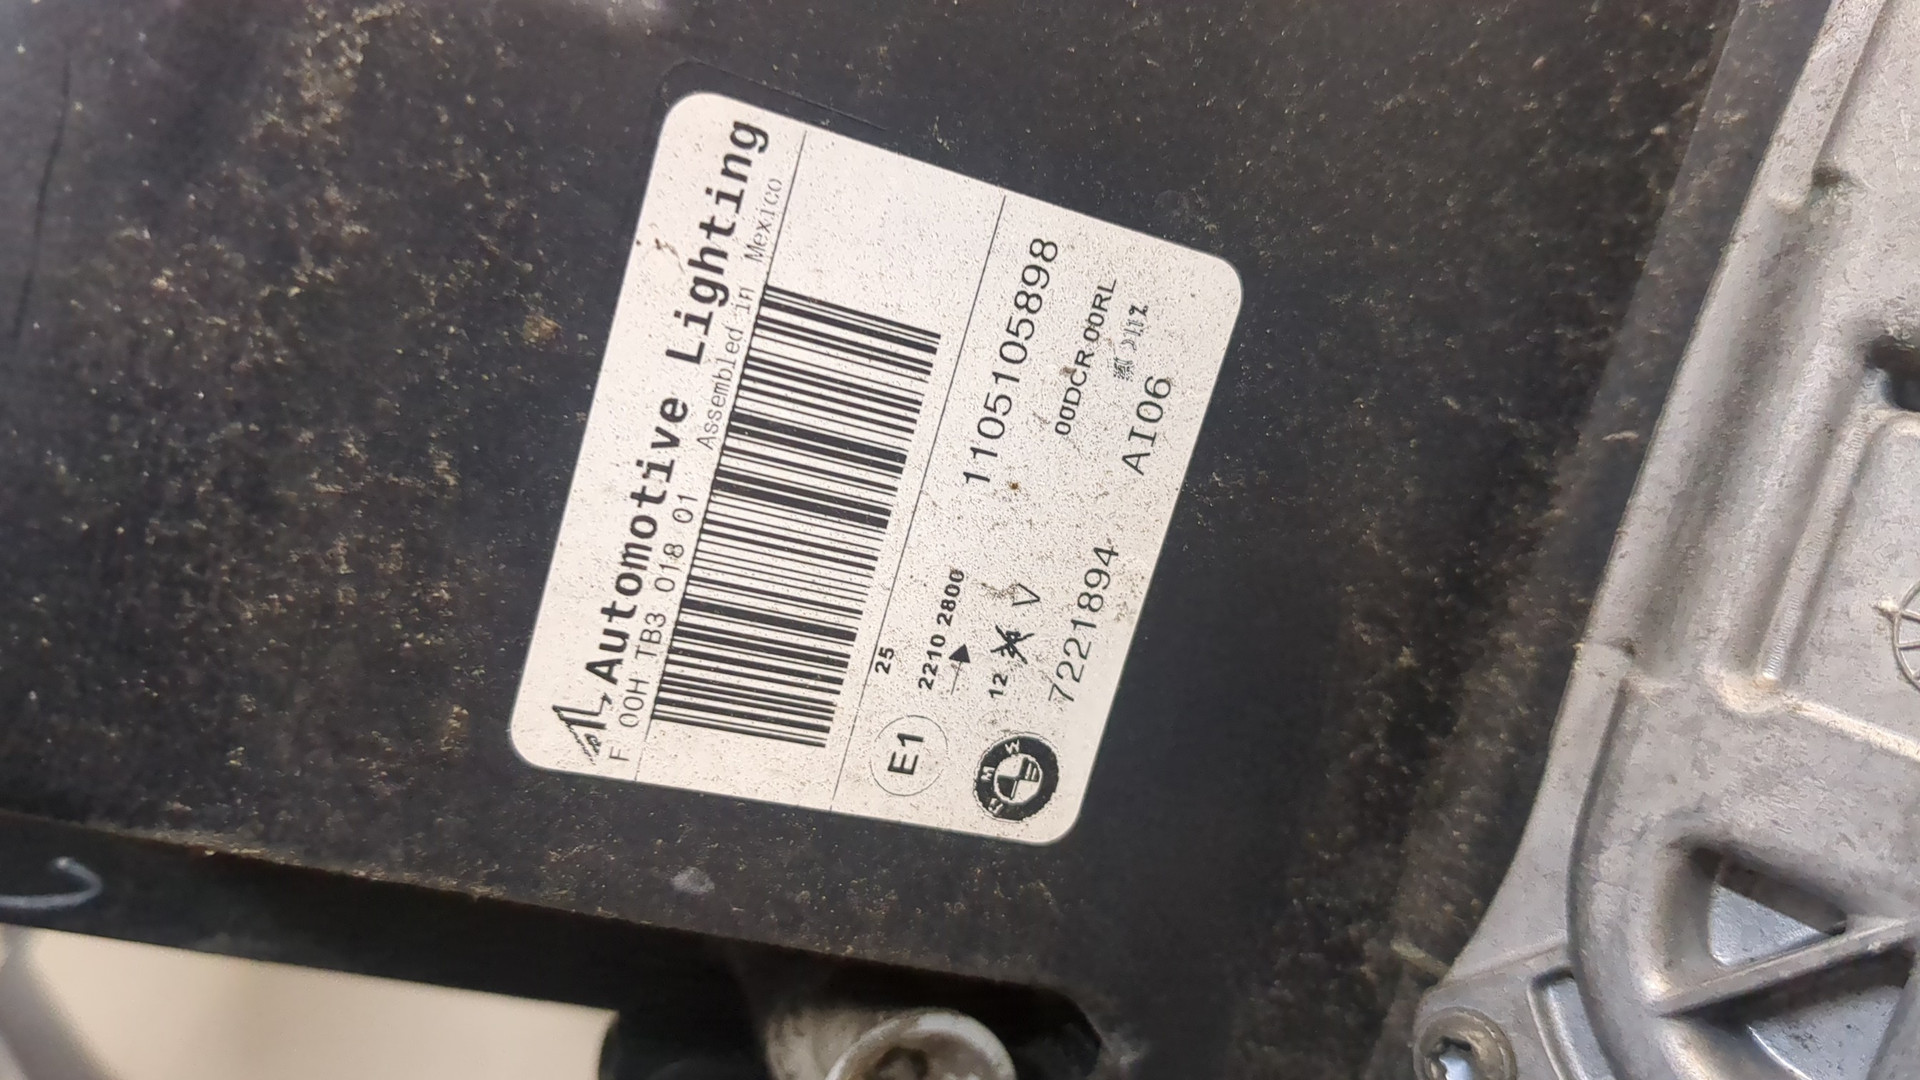 AL Automotive Lighting
Assembled in Mexico
F 00H TB3 018 01
25
E1
2210 2800
12 V
1105105898
00DCR 00RL
BMW
7221894
AI06